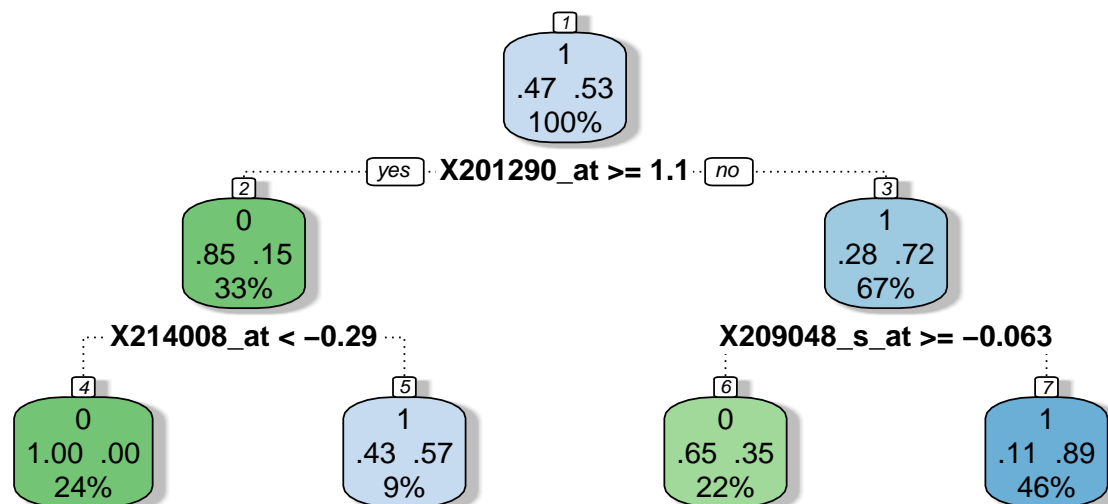 1
1
.47 .53
100%
yes X201290_at >= 1.1 no
2 3
0 1
.85 .15 .28 .72
33% 67%
X214008_at < −0.29 X209048_s_at >= −0.063
4 5 6 7
0 1 0 1
1.00 .00 .43 .57 .65 .35 .11 .89
24% 9% 22% 46%